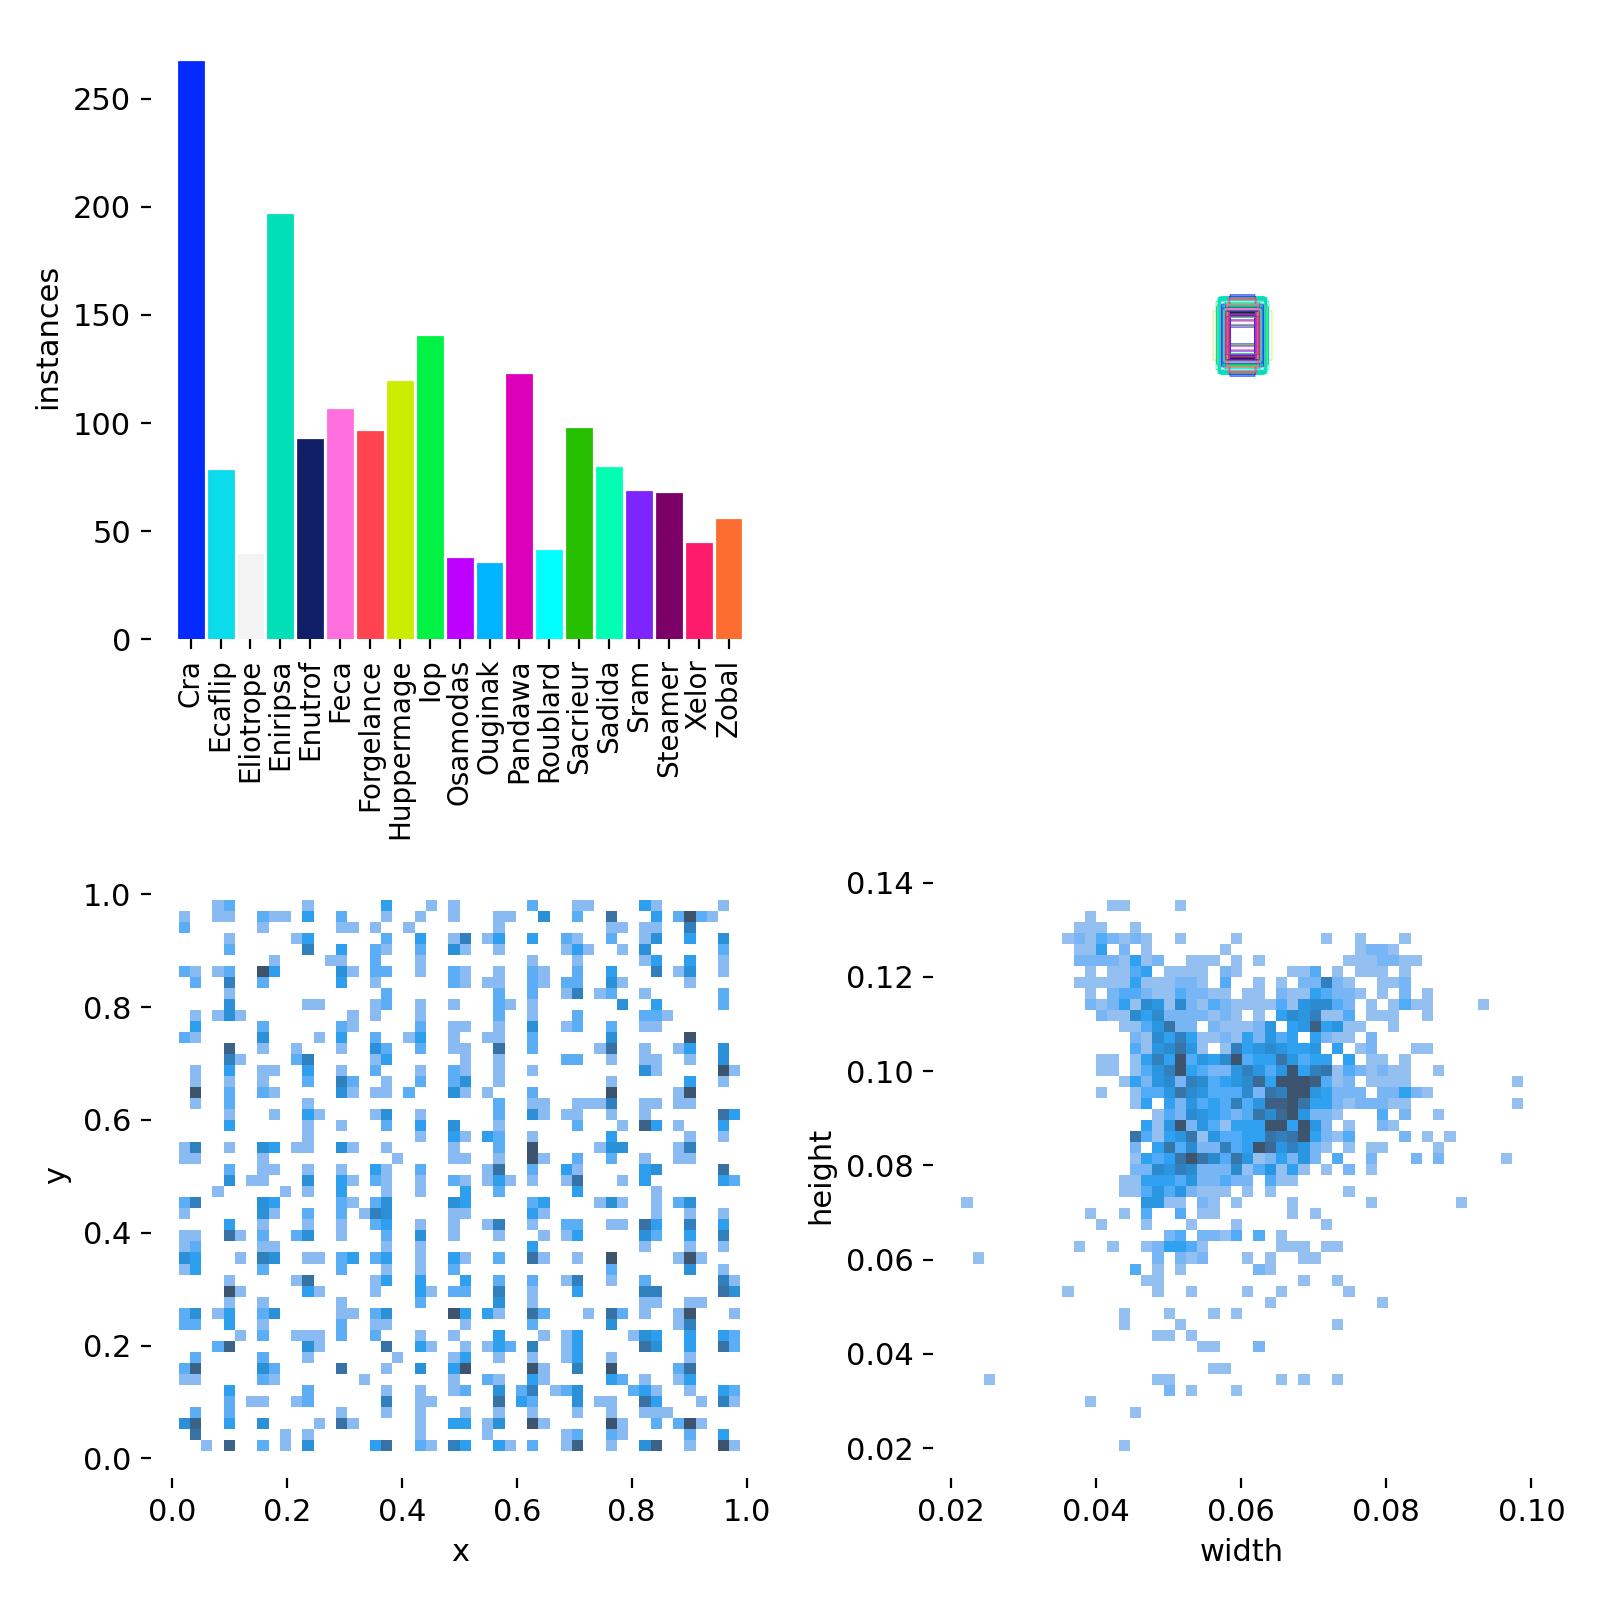 250
200
150
100
50
0
instances
Cra
Ecaflip
Eliotrope
Eniripsa
Enutrof
Feca
Forgelance
Huppermage
Iop
Osamodas
Ouginak
Pandawa
Roublard
Sacrieur
Sadida
Sram
Steamer
Xelor
Zobal
1.0
0.8
0.6
0.4
0.2
0.0
y
0.0 0.2 0.4 0.6 0.8 1.0
x
0.14
0.12
0.10
0.08
0.06
0.04
0.02
height
0.02 0.04 0.06 0.08 0.10
width